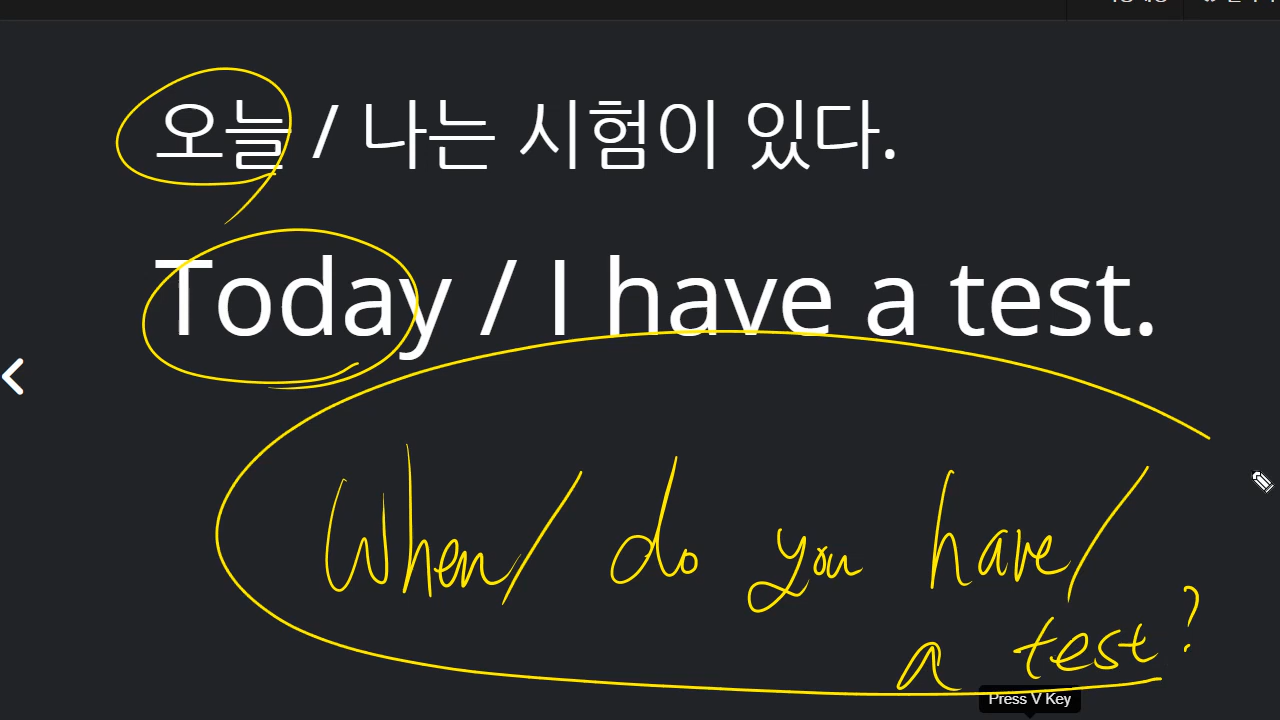 오늘 / 나는 시험이 있다.
Today / I have a test.
When/ do you have/
a test?
Press V Key